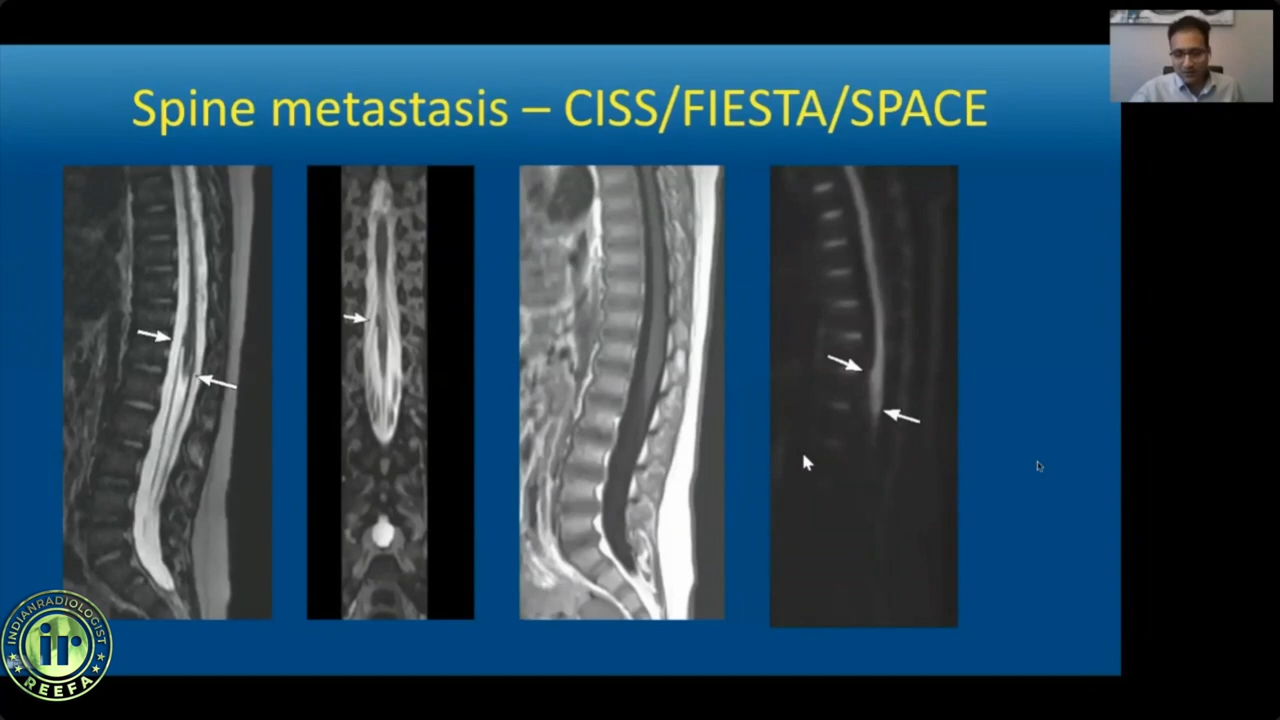 Spine metastasis – CISS/FIESTA/SPACE
INDIANRADIOLOGIST
ir
REEFA